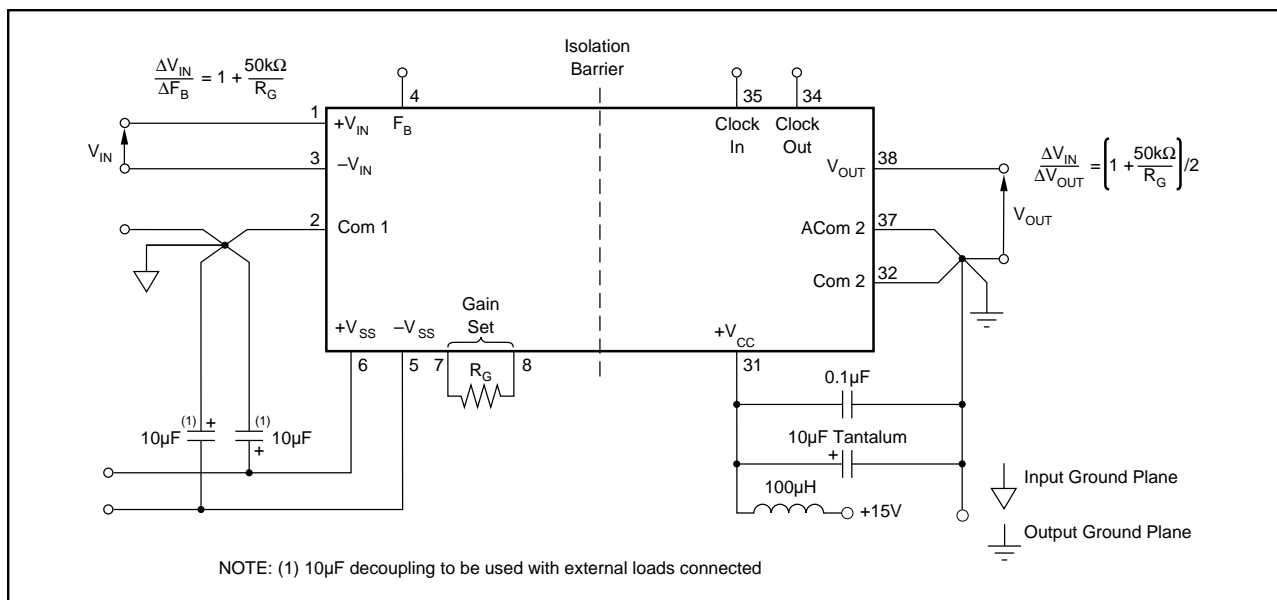 Isolation
Barrier
ΔV_IN / ΔF_B = 1 + 50kΩ / R_G
4
35
34
1
+V_IN
F_B
Clock
In
Clock
Out
V_IN
3
–V_IN
V_OUT
38
ΔV_IN / ΔV_OUT = (1 + 50kΩ / R_G)/2
2
Com 1
ACom 2
37
V_OUT
Com 2
32
Gain
Set
+V_SS
–V_SS
+V_CC
6
5
7
R_G
8
31
0.1µF
(1)
+
(1)
10µF
10µF
+
10µF Tantalum
+
100µH
+15V
Input Ground Plane
Output Ground Plane
NOTE: (1) 10µF decoupling to be used with external loads connected